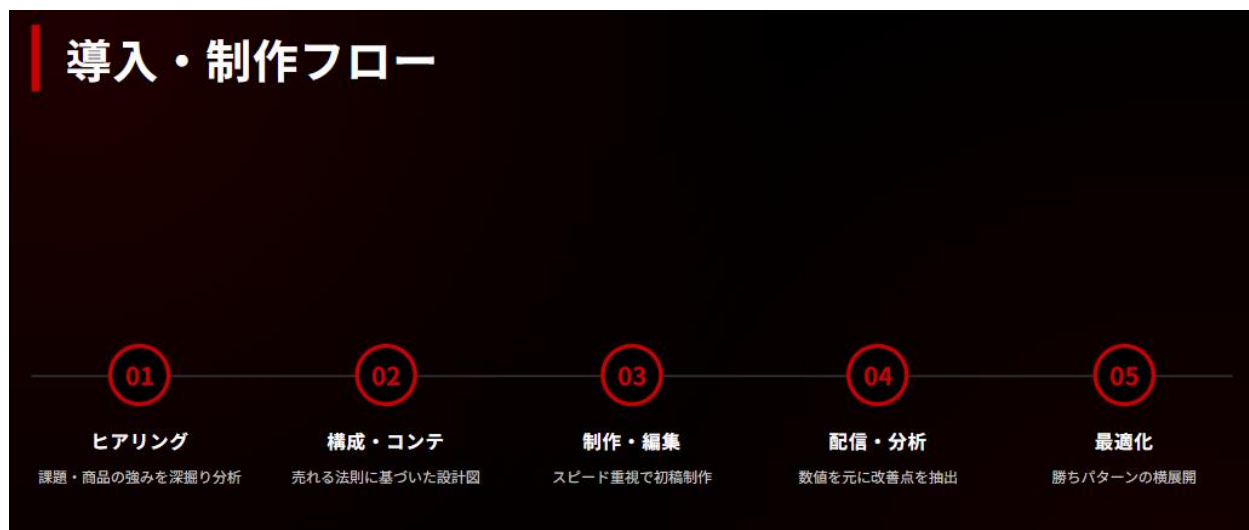 導入・制作フロー
01
02
03
04
05
ヒアリング
構成・コンテ
制作・編集
配信・分析
最適化
課題・商品の強みを深掘り分析
売れる法則に基づいた設計図
スピード重視で初稿制作
数値を元に改善点を抽出
勝ちパターンの横展開